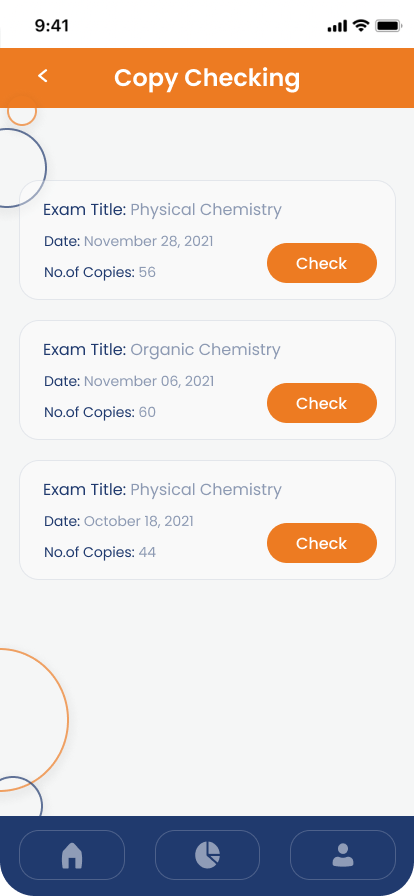 9:41
Copy Checking
Exam Title: Physical Chemistry
Date: November 28, 2021
No.of Copies: 56
Check
Exam Title: Organic Chemistry
Date: November 06, 2021
No.of Copies: 60
Check
Exam Title: Physical Chemistry
Date: October 18, 2021
No.of Copies: 44
Check